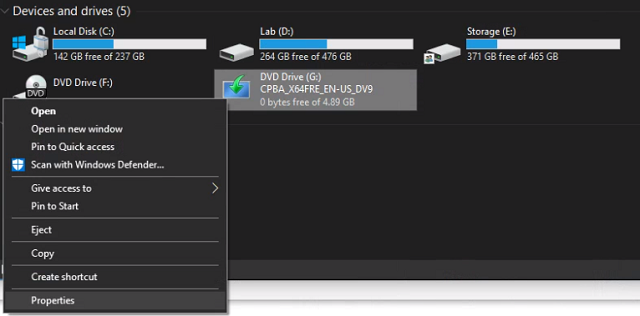 Devices and drives (5)
Local Disk (C:)
142 GB free of 237 GB
Lab (D:)
264 GB free of 476 GB
Storage (E:)
371 GB free of 465 GB
DVD Drive (F:)
DVD
DVD Drive (G:)
CPBA_X64FRE_EN-US_DV9
0 bytes free of 4.89 GB
Open
Open in new window
Pin to Quick access
Scan with Windows Defender...
Give access to
Pin to Start
Eject
Copy
Create shortcut
Properties